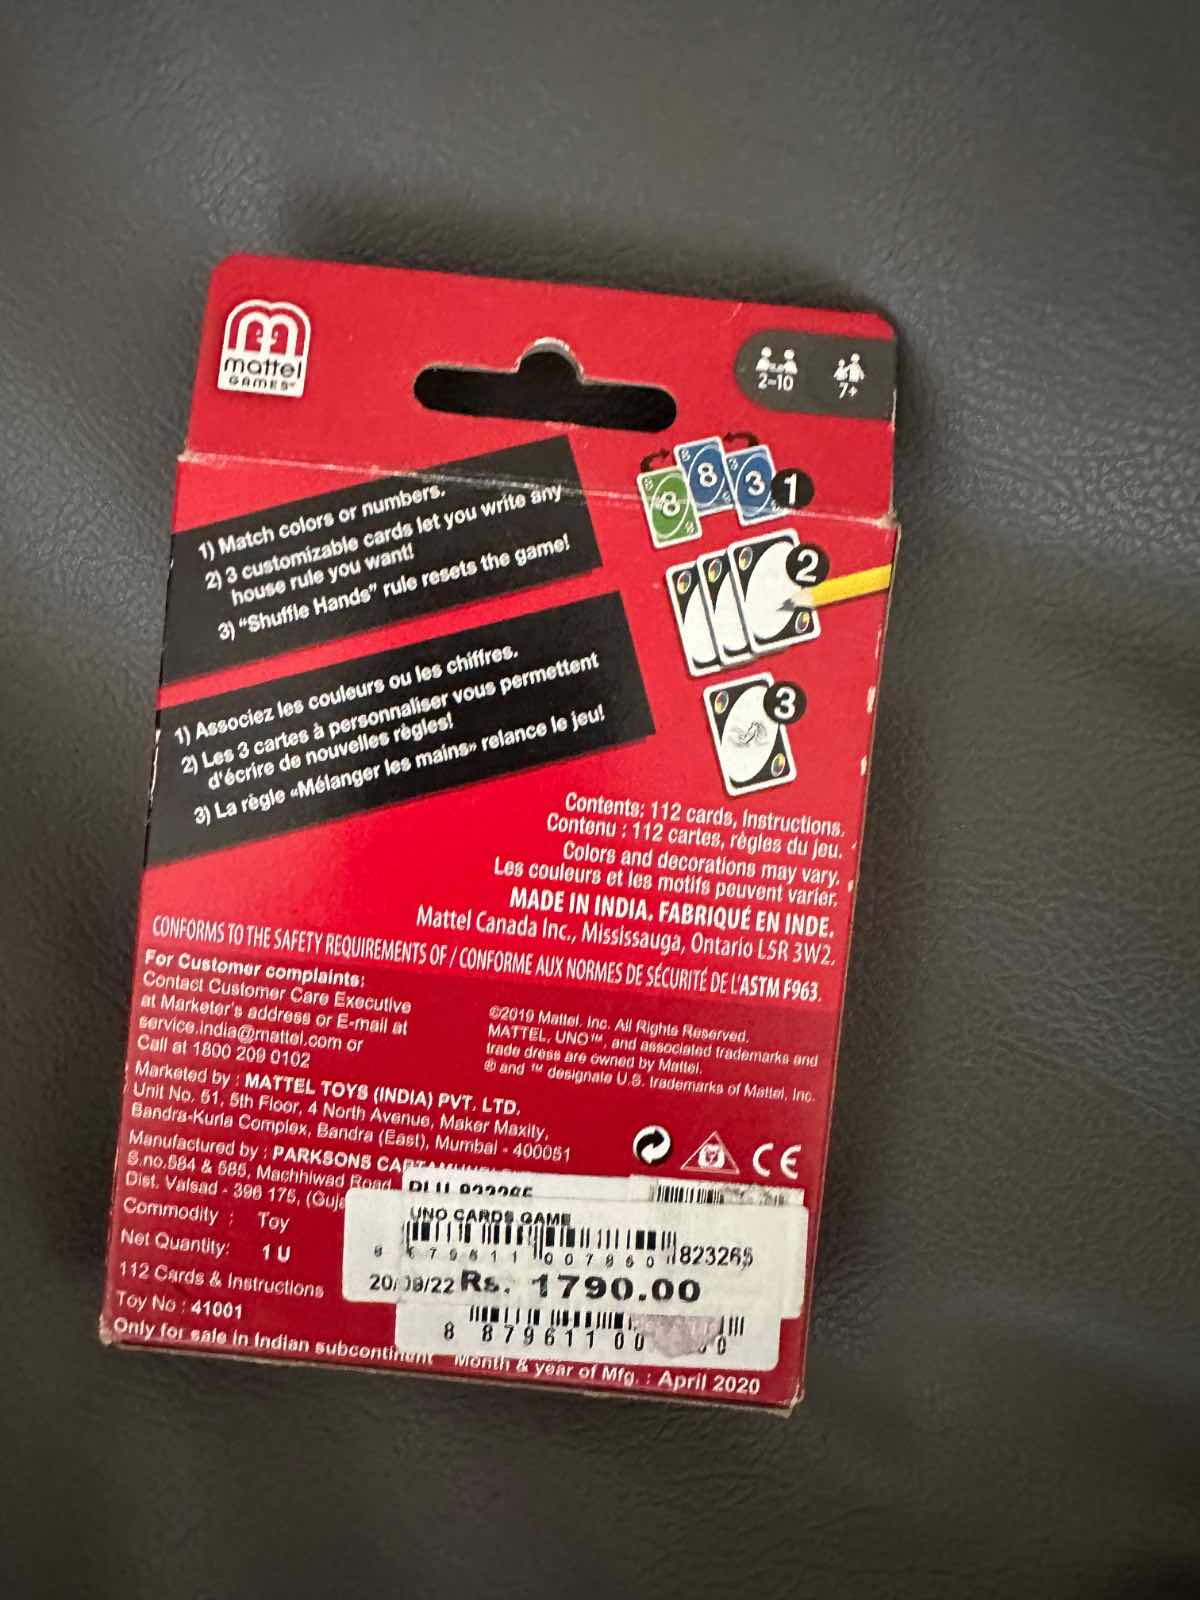 mattel
GAMES
2-10
7+
8
8
3
1
1) Match colors or numbers.
2) 3 customizable cards let you write any
house rule you want!
3) "Shuffle Hands" rule resets the game!
2
1) Associez les couleurs ou les chiffres.
2) Les 3 cartes à personnaliser vous permettent
d'écrire de nouvelles règles!
3) La règle «Mélanger les mains» relance le jeu!
3
Contents: 112 cards, Instructions.
Contenu : 112 cartes, règles du jeu.
Colors and decorations may vary.
Les couleurs et les motifs peuvent varier.
MADE IN INDIA. FABRIQUÉ EN INDE.
Mattel Canada Inc., Mississauga, Ontario L5R 3W2.
CONFORMS TO THE SAFETY REQUIREMENTS OF / CONFORME AUX NORMES DE SÉCURITÉ DE L'ASTM F963.
For Customer complaints:
Contact Customer Care Executive
at Marketer's address or E-mail at
service.india@mattel.com or
Call at 1800 209 0102
©2019 Mattel. Inc. All Rights Reserved.
MATTEL, UNO™, and associated trademarks and
trade dress are owned by Mattel.
® and ™ designate U.S. trademarks of Mattel, Inc.
Marketed by : MATTEL TOYS (INDIA) PVT. LTD.
Unit No. 51, 5th Floor, 4 North Avenue, Maker Maxity,
Bandra-Kurla Complex, Bandra (East), Mumbai - 400051
Manufactured by : PARKSONS
S.no.584 & 585, Machhiwad Road
Dist. Valsad - 396 175,
CE
Commodity : Toy
Net Quantity: 1 U
112 Cards & Instructions
Toy No : 41001
Only for sale in Indian subcontinent
PLU
UNO CARDS GAME
823265
Rs. 1790.00
8 879611 00
Month & year of Mfg. : April 2020